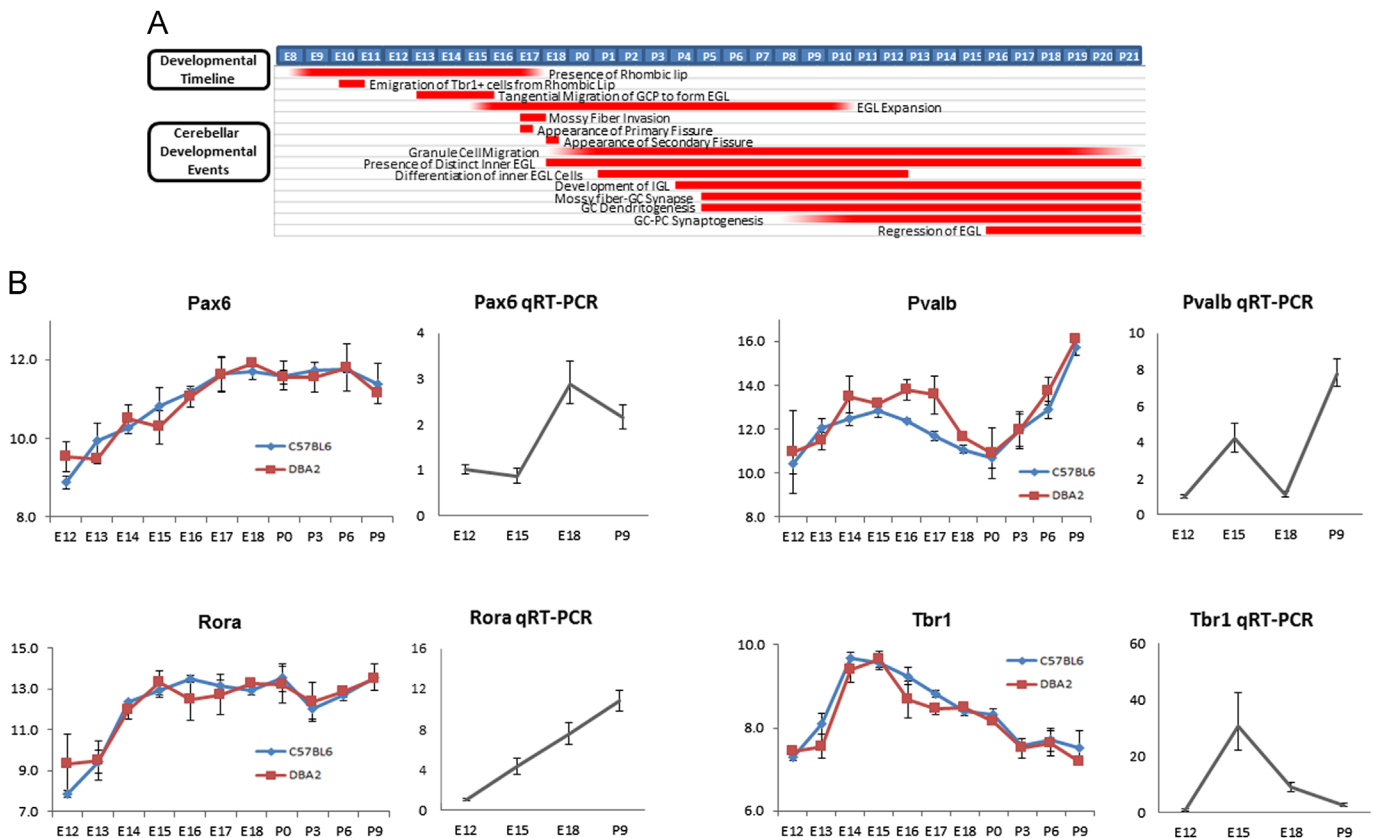 A
Developmental
Timeline
E8 E9 E10 E11 E12 E13 E14 E15 E16 E17 E18 P0 P1 P2 P3 P4 P5 P6 P7 P8 P9 P10 P11 P12 P13 P14 P15 P16 P17 P18 P19 P20 P21
Presence of Rhombic lip
Emigration of Tbr1+ cells from Rhombic Lip
Tangential Migration of GCP to form EGL
EGL Expansion
Cerebellar
Developmental
Events
Mossy Fiber Invasion
Appearance of Primary Fissure
Appearance of Secondary Fissure
Granule Cell Migration
Presence of Distinct Inner EGL
Differentiation of inner EGL Cells
Development of IGL
Mossy fiber-GC Synapse
GC Dendritogenesis
GC-PC Synaptogenesis
Regression of EGL
B
Pax6
12.0
10.0
8.0
C57BL6
DBA2
E12 E13 E14 E15 E16 E17 E18 P0 P3 P6 P9
Pax6 qRT-PCR
4
3
2
1
0
E12 E15 E18 P9
Pvalb
16.0
14.0
12.0
10.0
8.0
C57BL6
DBA2
E12 E13 E14 E15 E16 E17 E18 P0 P3 P6 P9
Pvalb qRT-PCR
10
8
6
4
2
0
E12 E15 E18 P9
Rora
15.0
13.0
11.0
9.0
7.0
C57BL6
DBA2
E12 E13 E14 E15 E16 E17 E18 P0 P3 P6 P9
Rora qRT-PCR
16
12
8
4
0
E12 E15 E18 P9
Tbr1
10.0
8.0
6.0
C57BL6
DBA2
E12 E13 E14 E15 E16 E17 E18 P0 P3 P6 P9
Tbr1 qRT-PCR
60
40
20
0
E12 E15 E18 P9